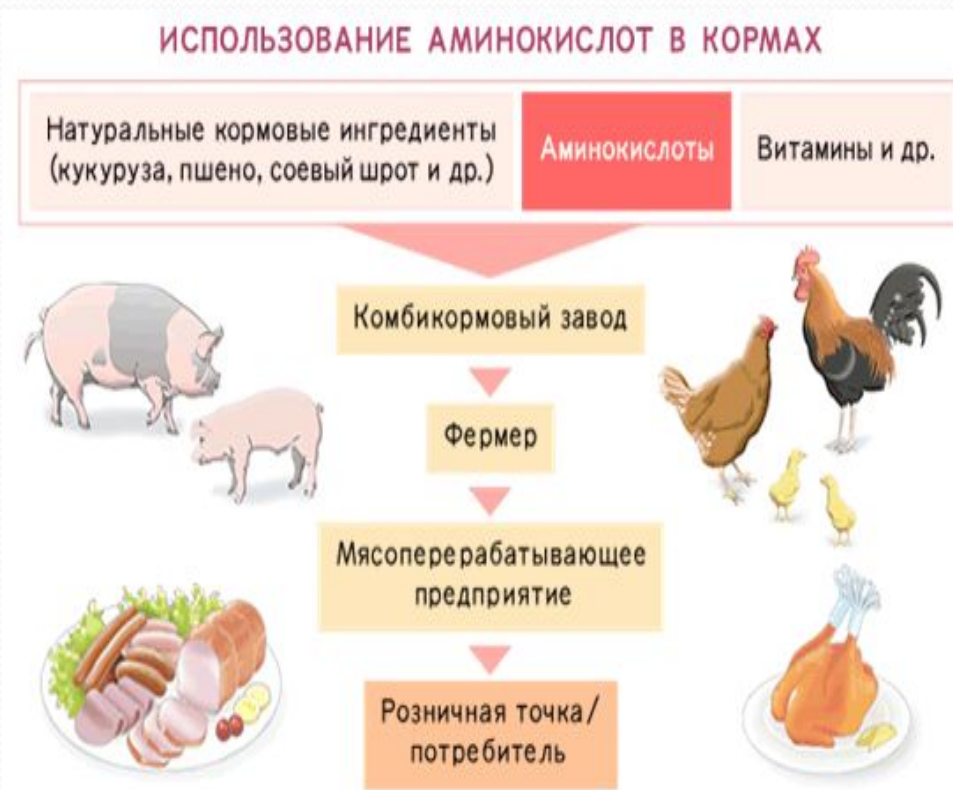 ИСПОЛЬЗОВАНИЕ АМИНОКИСЛОТ В КОРМАХ
Натуральные кормовые ингредиенты
(кукуруза, пшено, соевый шрот и др.)
Аминокислоты
Витамины и др.
Комбикормовый завод
Фермер
Мясоперерабатывающее
предприятие
Розничная точка/
потребитель